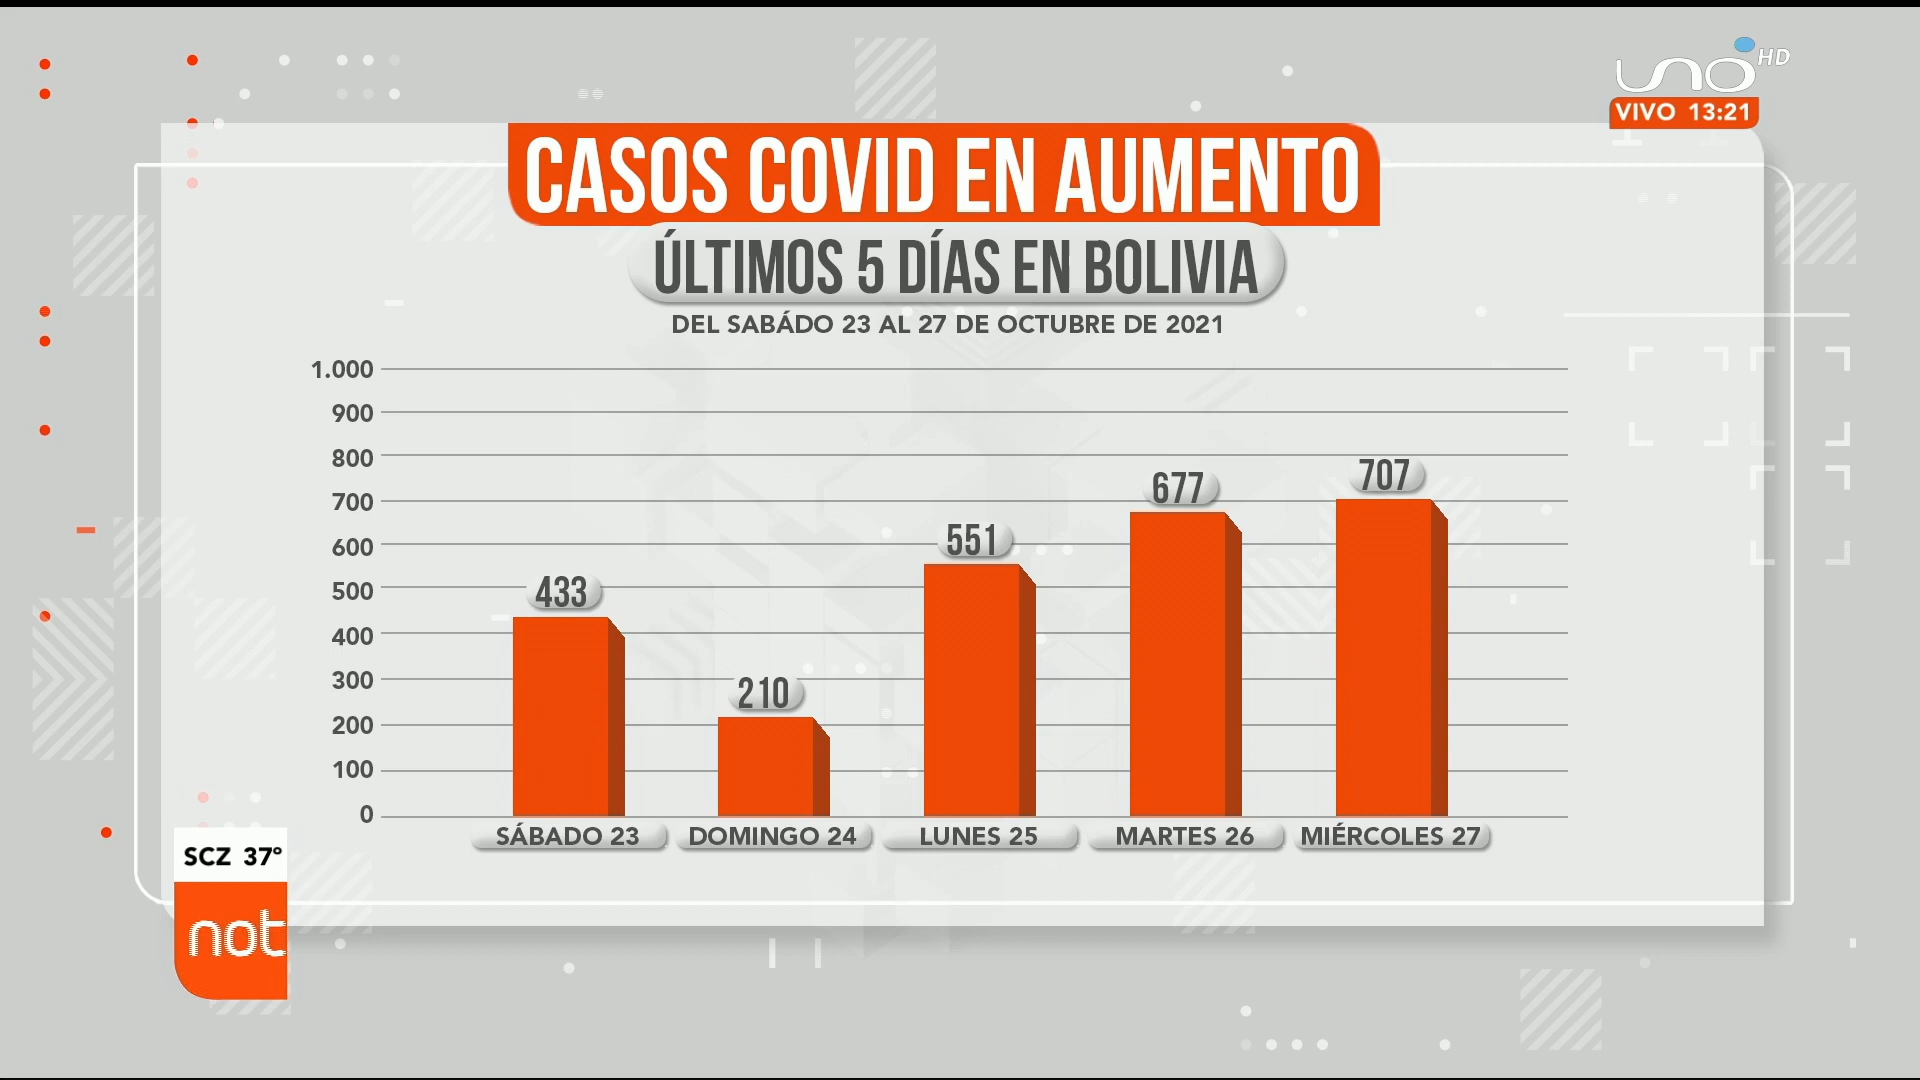 UNO HD
VIVO 13:21
CASOS COVID EN AUMENTO
ÚLTIMOS 5 DÍAS EN BOLIVIA
DEL SABÁDO 23 AL 27 DE OCTUBRE DE 2021
1.000
900
800
700
600
500
400
300
200
100
0
433
210
551
677
707
SÁBADO 23
DOMINGO 24
LUNES 25
MARTES 26
MIÉRCOLES 27
SCZ 37º
not